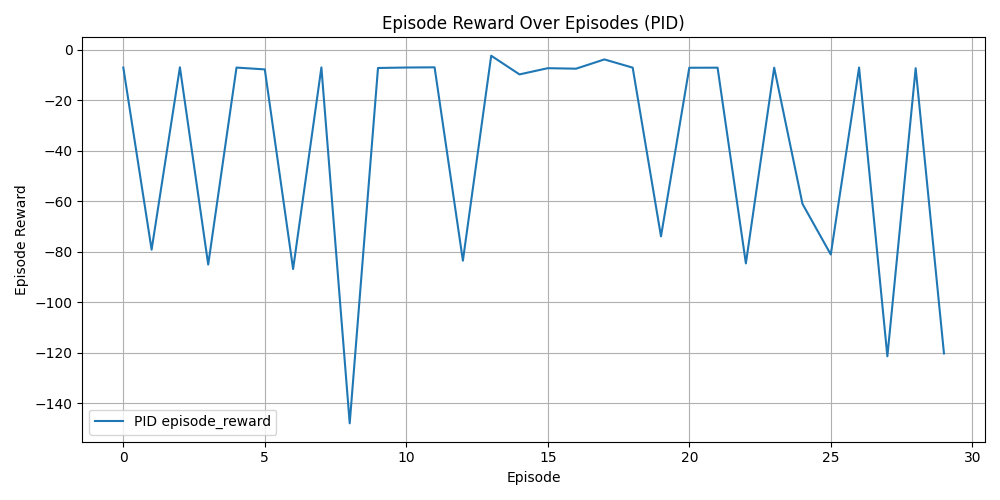 Episode Reward Over Episodes (PID)
0
−20
−40
−60
−80
−100
−120
−140
Episode Reward
PID episode_reward
0 5 10 15 20 25 30
Episode